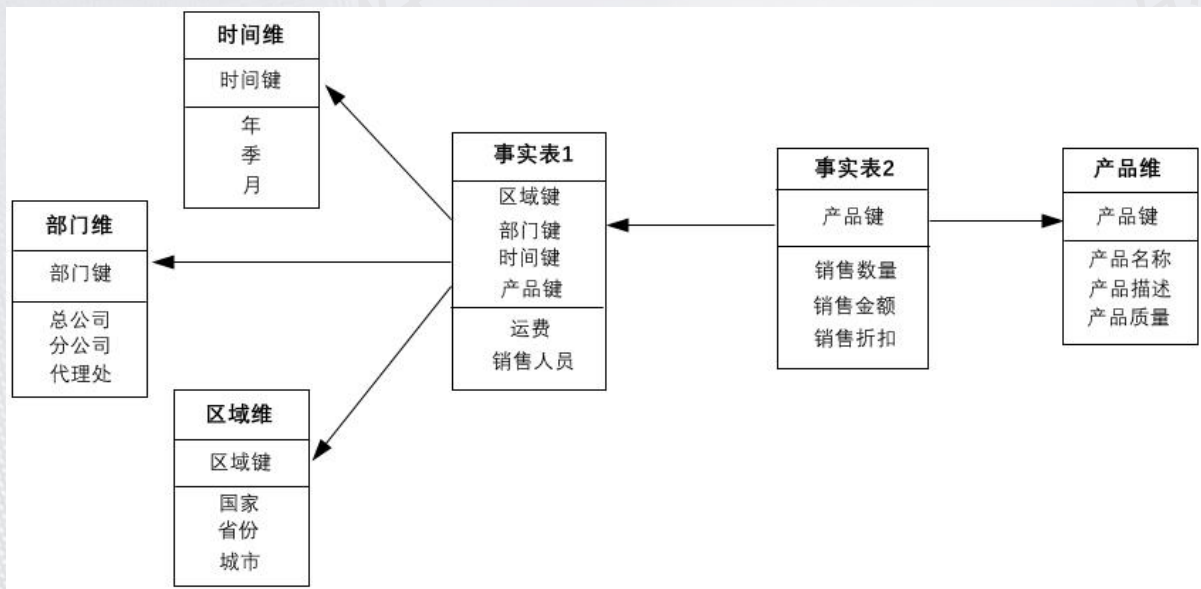 时间维
时间键
年
季
月
部门维
部门键
总公司
分公司
代理处
区域维
区域键
国家
省份
城市
事实表1
区域键
部门键
时间键
产品键
运费
销售人员
事实表2
产品键
销售数量
销售金额
销售折扣
产品维
产品键
产品名称
产品描述
产品质量